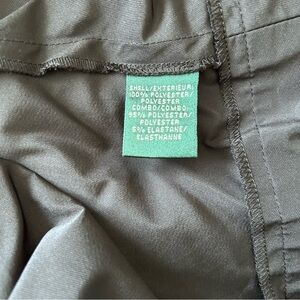 SHELL/EXTERIEUR:
100% POLYESTER/
POLYESTER
COMBO/COMBO:
95% POLYESTER/
POLYESTER
5% ELASTANE/
ELASTHANNE